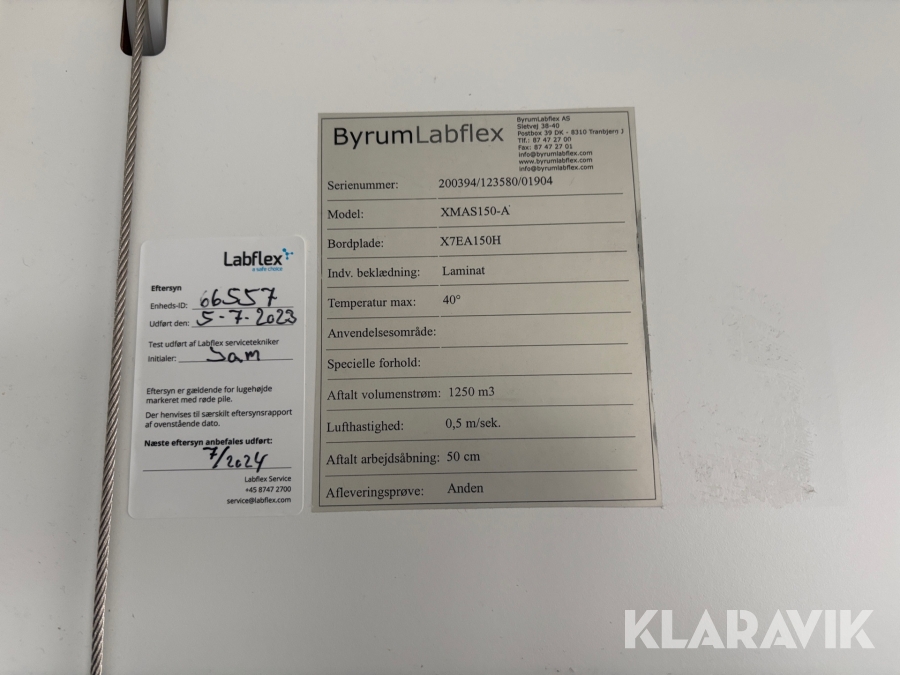 Labflex
a safe choice
Eftersyn
Enheds-ID: 66557
Udført den: 5-7-2023
Test udført af Labflex servicetekniker
Initialer: Sam
Eftersyn er gældende for lugehøjde
markeret med røde pile.
Der henvises til særskilt eftersynsrapport
af ovenstående dato.
Næste eftersyn anbefales udført:
7/2024
Labflex Service
+45 8747 2700
service@labflex.com
ByrumLabflex
ByrumLabflex AS
Sletvej 38-40
Postbox 39 DK - 8310 Tranbjerg J
Tlf.: 87 47 27 00
Fax: 87 47 27 01
info@byrumlabflex.com
www.byrumlabflex.com
info@byrumlabflex.com
Serienummer: 200394/123580/01904
Model: XMAS150-A
Bordplade: X7EA150H
Indv. beklædning: Laminat
Temperatur max: 40°
Anvendelsesområde:
Specielle forhold:
Aftalt volumenstrøm: 1250 m3
Lufthastighed: 0,5 m/sek.
Aftalt arbejdsåbning: 50 cm
Afleveringsprøve: Anden
KLARAVIK